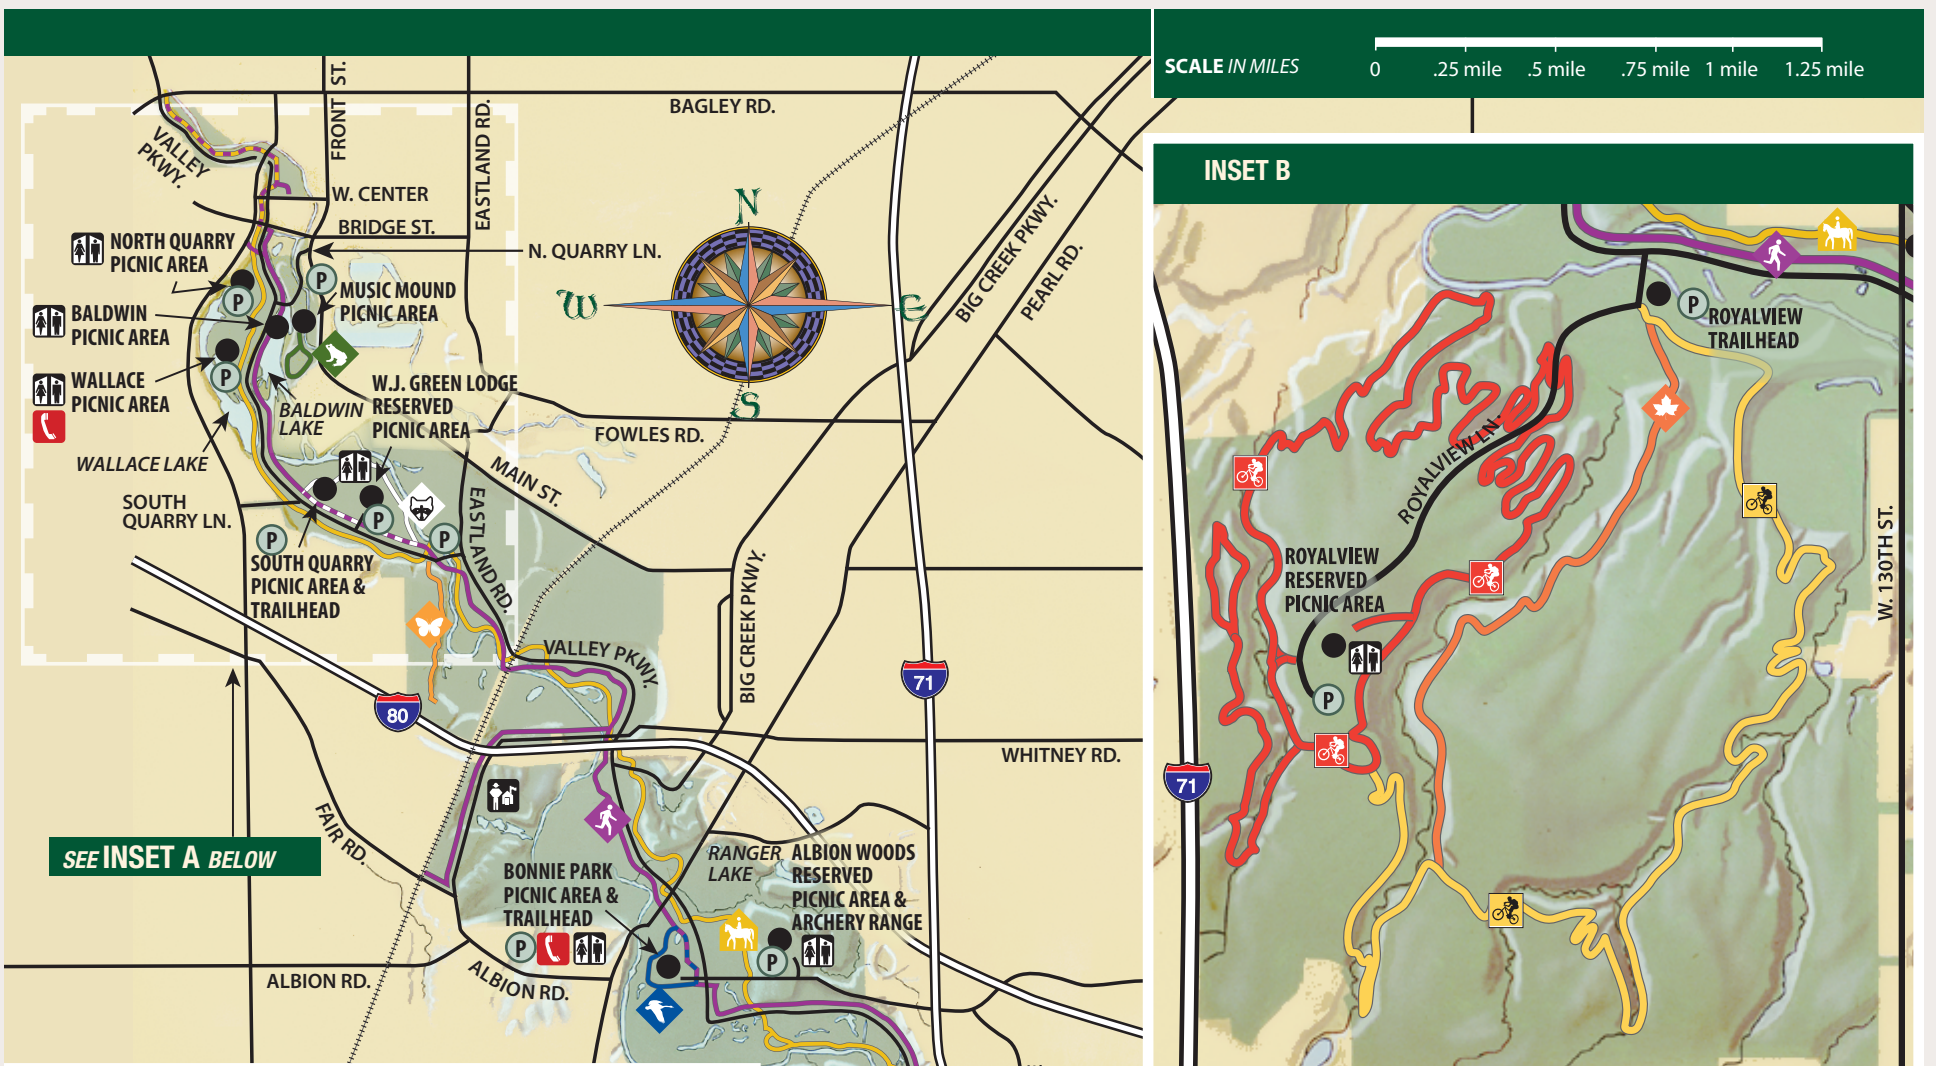 SCALE IN MILES
0 .25 mile .5 mile .75 mile 1 mile 1.25 mile
FRONT ST.
BAGLEY RD.
EASTLAND RD.
VALLEY
PKWY.
W. CENTER
BRIDGE ST.
N. QUARRY LN.
NORTH QUARRY
PICNIC AREA
P
P
MUSIC MOUND
PICNIC AREA
BALDWIN
PICNIC AREA
WALLACE
PICNIC AREA
P
BALDWIN
LAKE
WALLACE LAKE
W.J. GREEN LODGE
RESERVED
PICNIC AREA
N
W
E
S
BIG CREEK PKWY.
PEARL RD.
FOWLES RD.
MAIN ST.
SOUTH
QUARRY LN.
P
P
P
SOUTH QUARRY
PICNIC AREA &
TRAILHEAD
EASTLAND RD.
VALLEY PKWY.
BIG CREEK PKWY.
71
80
WHITNEY RD.
FAIR RD.
SEE INSET A BELOW
RANGER
LAKE
ALBION WOODS
RESERVED
PICNIC AREA &
ARCHERY RANGE
P
BONNIE PARK
PICNIC AREA &
TRAILHEAD
P
ALBION RD.
ALBION RD.
INSET B
P
ROYALVIEW
TRAILHEAD
ROYALVIEW LN.
ROYALVIEW
RESERVED
PICNIC AREA
P
W. 130TH ST.
71